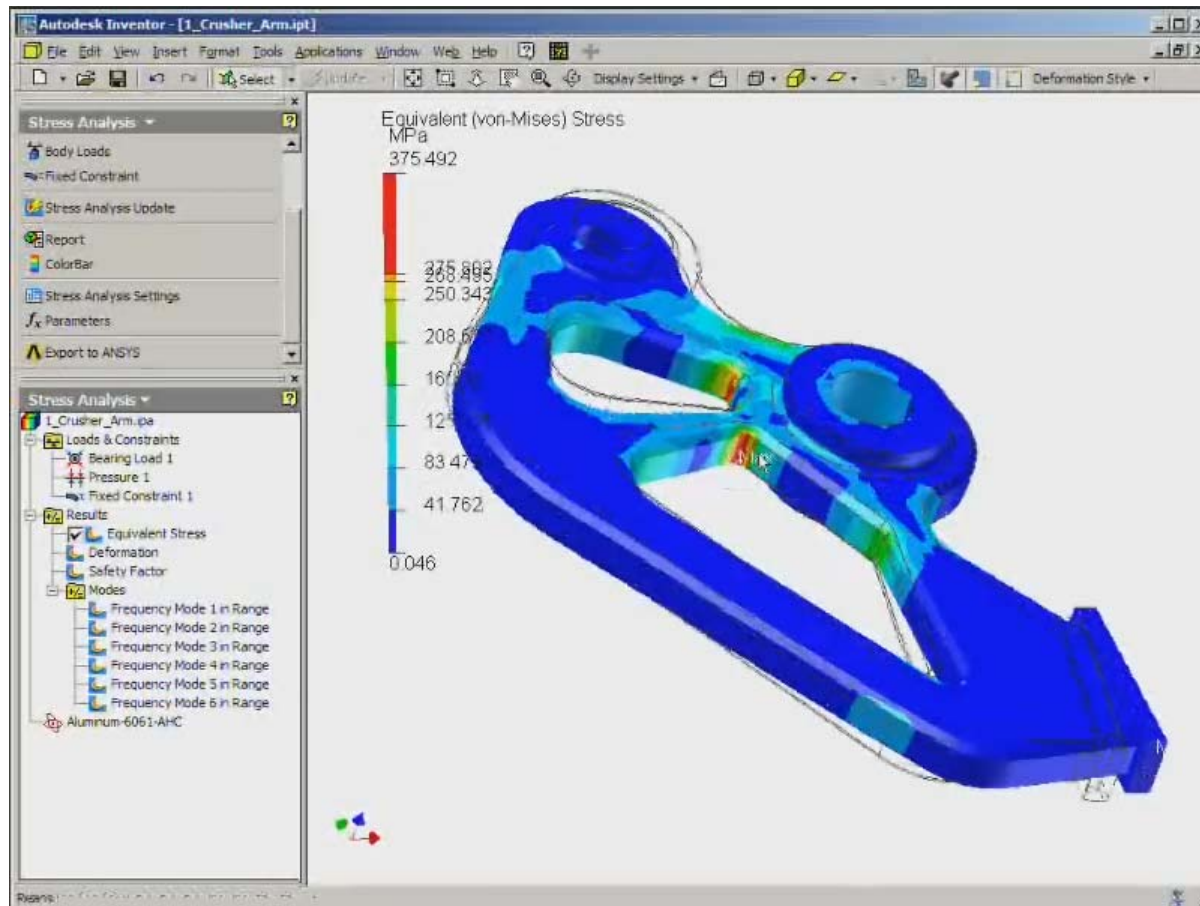 Autodesk Inventor - [1_Crusher_Arm.ipt]
File Edit View Insert Format Tools Applications Window Web Help
Select Display Settings Deformation Style
Stress Analysis
Body Loads
Fixed Constraint
Stress Analysis Update
Report
ColorBar
Stress Analysis Settings
fx Parameters
Export to ANSYS
Stress Analysis
1_Crusher_Arm.ipa
Loads & Constraints
Bearing Load 1
Pressure 1
Fixed Constraint 1
Results
Equivalent Stress
Deformation
Safety Factor
Modes
Frequency Mode 1 in Range
Frequency Mode 2 in Range
Frequency Mode 3 in Range
Frequency Mode 4 in Range
Frequency Mode 5 in Range
Frequency Mode 6 in Range
Aluminum-6061-AHC
Equivalent (von-Mises) Stress
MPa
375.492
250.343
41.762
0.046